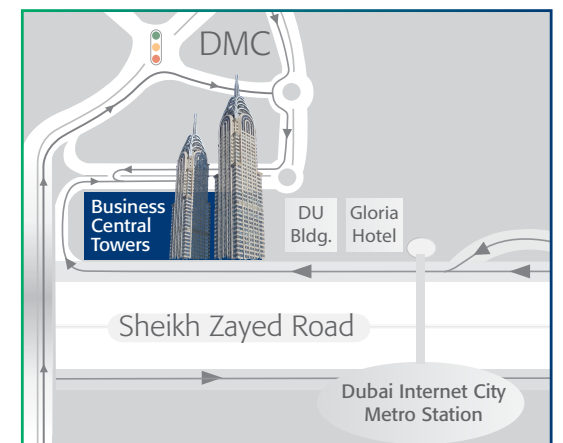 DMC
Business
Central
Towers
DU
Bldg.
Gloria
Hotel
Sheikh Zayed Road
Dubai Internet City
Metro Station